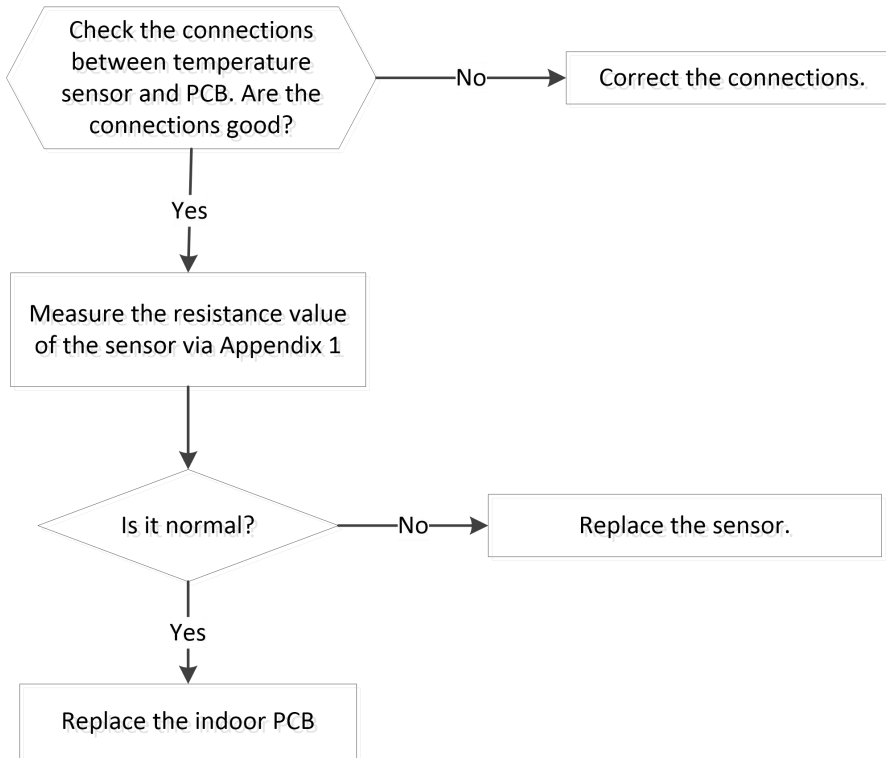 Check the connections
between temperature
sensor and PCB. Are the
connections good?
No
Correct the connections.
Yes
Measure the resistance value
of the sensor via Appendix 1
Is it normal?
No
Replace the sensor.
Yes
Replace the indoor PCB